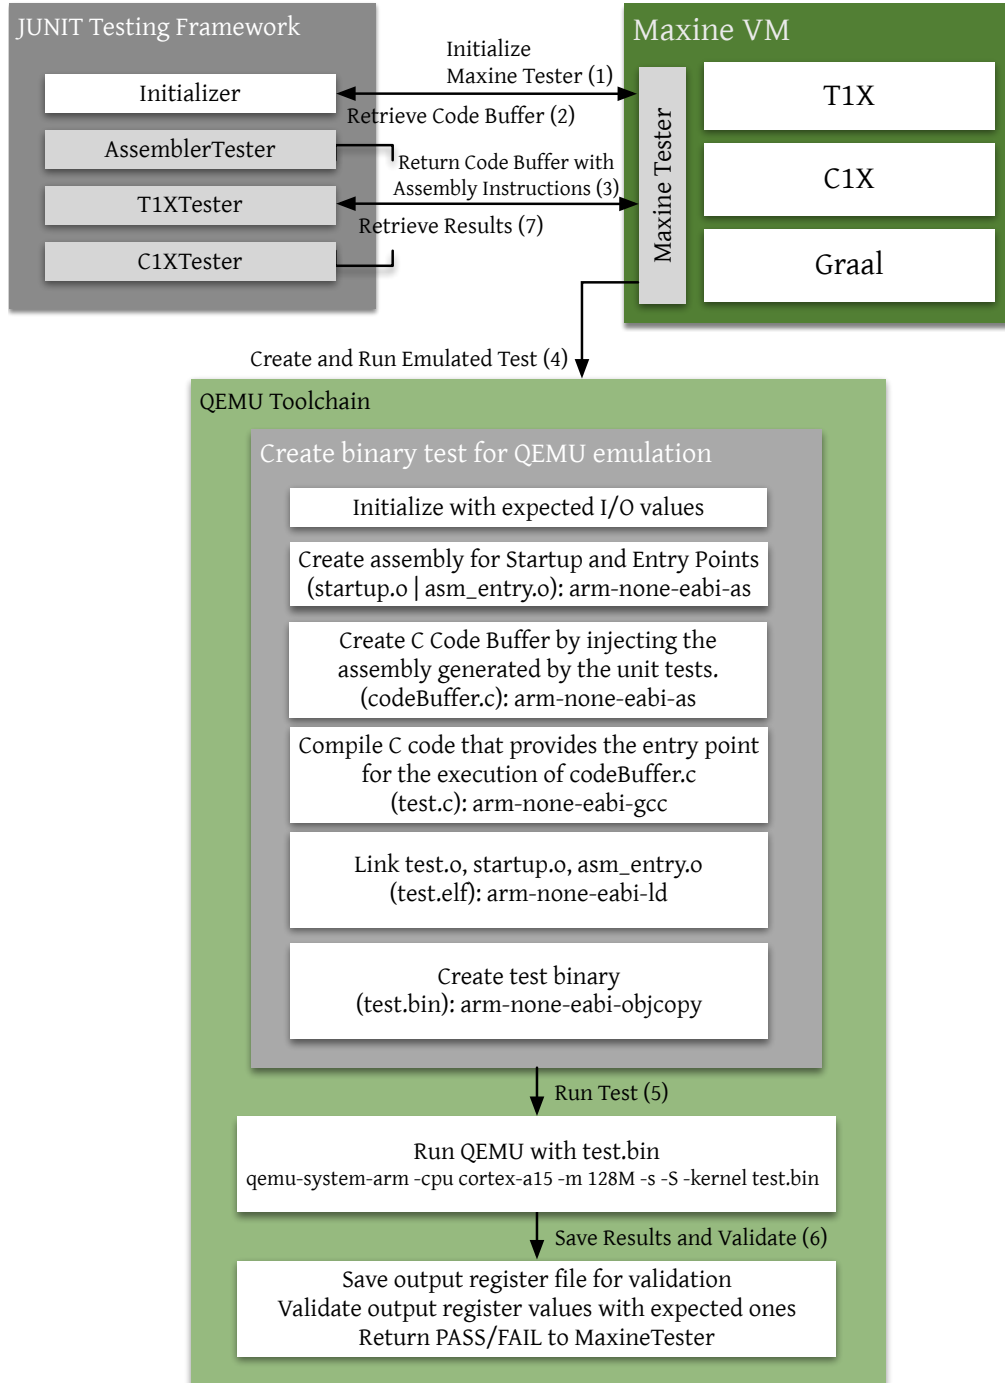 JUNIT Testing Framework
Initializer
AssemblerTester
T1XTester
C1XTester
Initialize
Maxine Tester (1)
Retrieve Code Buffer (2)
Return Code Buffer with
Assembly Instructions (3)
Retrieve Results (7)
Maxine VM
Maxine Tester
T1X
C1X
Graal
Create and Run Emulated Test (4)
QEMU Toolchain
Create binary test for QEMU emulation
Initialize with expected I/O values
Create assembly for Startup and Entry Points
(startup.o | asm_entry.o): arm-none-eabi-as
Create C Code Buffer by injecting the
assembly generated by the unit tests.
(codeBuffer.c): arm-none-eabi-as
Compile C code that provides the entry point
for the execution of codeBuffer.c
(test.c): arm-none-eabi-gcc
Link test.o, startup.o, asm_entry.o
(test.elf): arm-none-eabi-ld
Create test binary
(test.bin): arm-none-eabi-objcopy
Run Test (5)
Run QEMU with test.bin
qemu-system-arm -cpu cortex-a15 -m 128M -s -S -kernel test.bin
Save Results and Validate (6)
Save output register file for validation
Validate output register values with expected ones
Return PASS/FAIL to MaxineTester